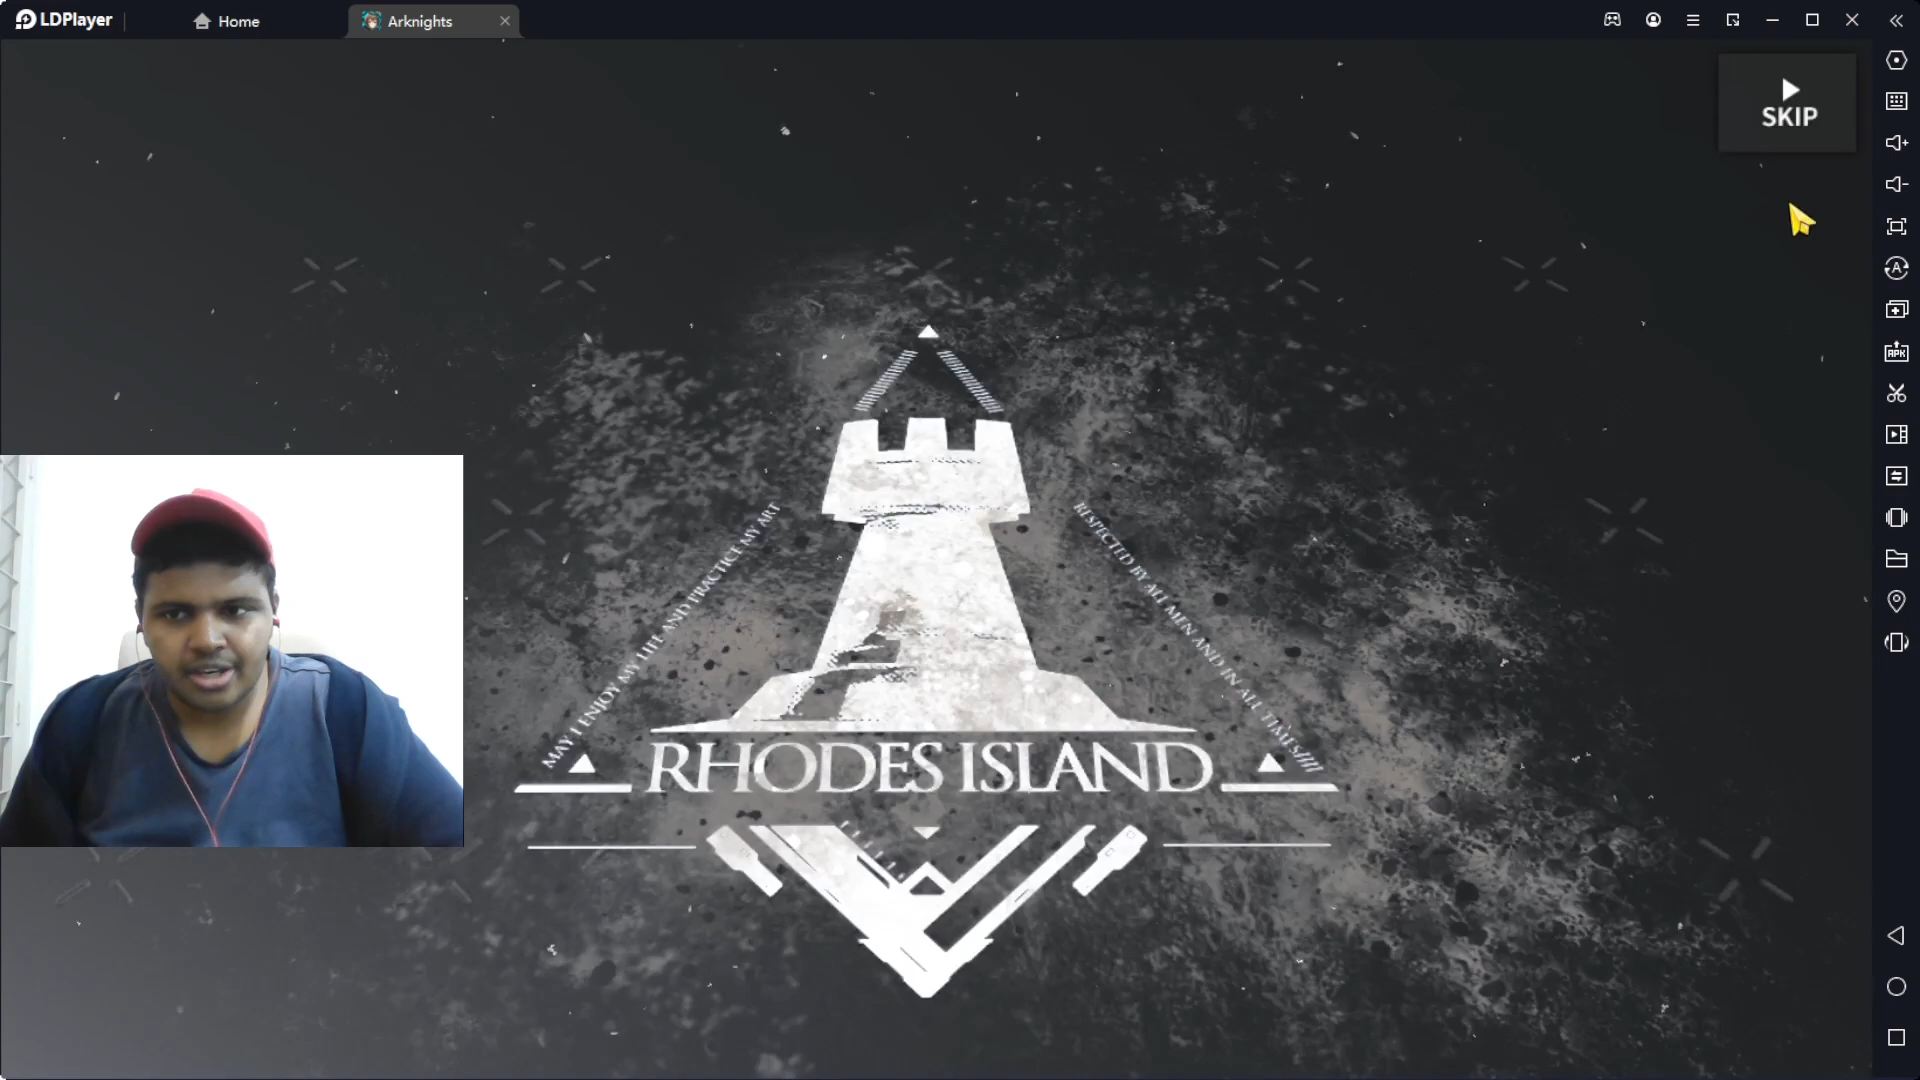 LDPlayer
Home
Arknights
SKIP
APK
MAY I ENJOY MY LIFE AND PRACTICE MY ART
RESPECTED BY ALL MEN AND IN ALL TIMES
RHODES ISLAND